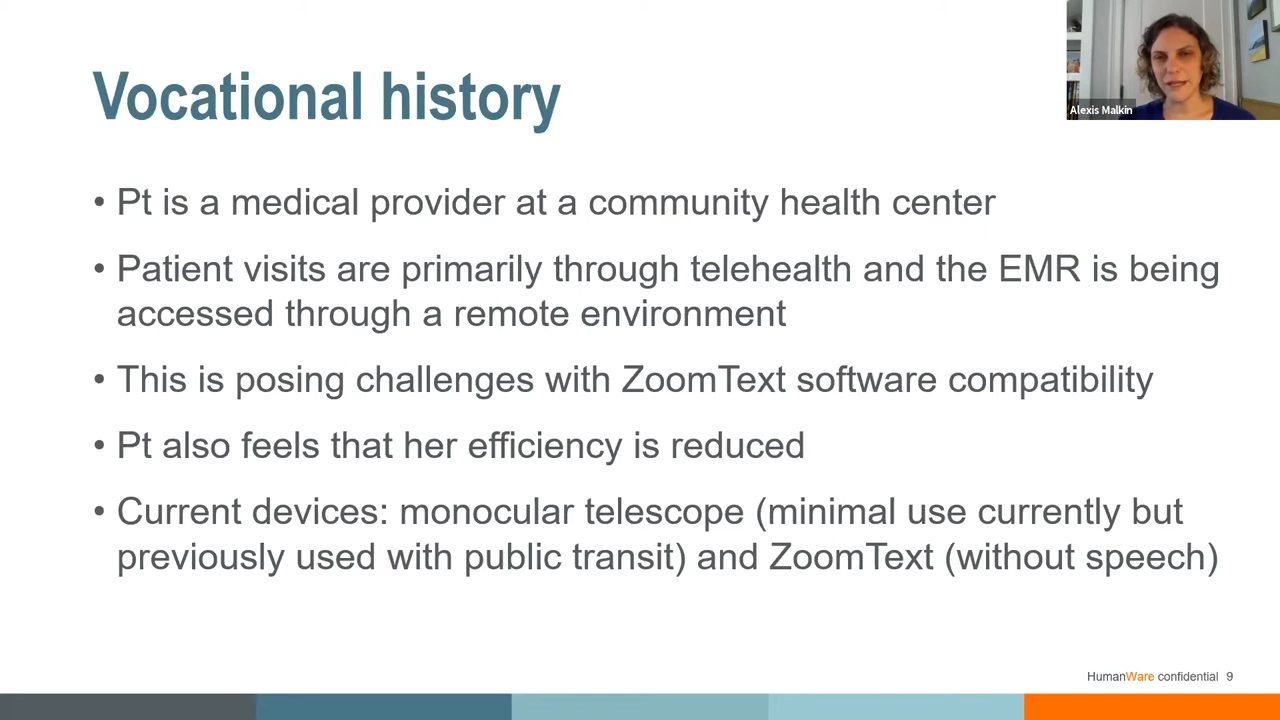 Vocational history
Alexis Malkin
• Pt is a medical provider at a community health center
• Patient visits are primarily through telehealth and the EMR is being
accessed through a remote environment
• This is posing challenges with ZoomText software compatibility
• Pt also feels that her efficiency is reduced
• Current devices: monocular telescope (minimal use currently but
previously used with public transit) and ZoomText (without speech)
HumanWare confidential 9